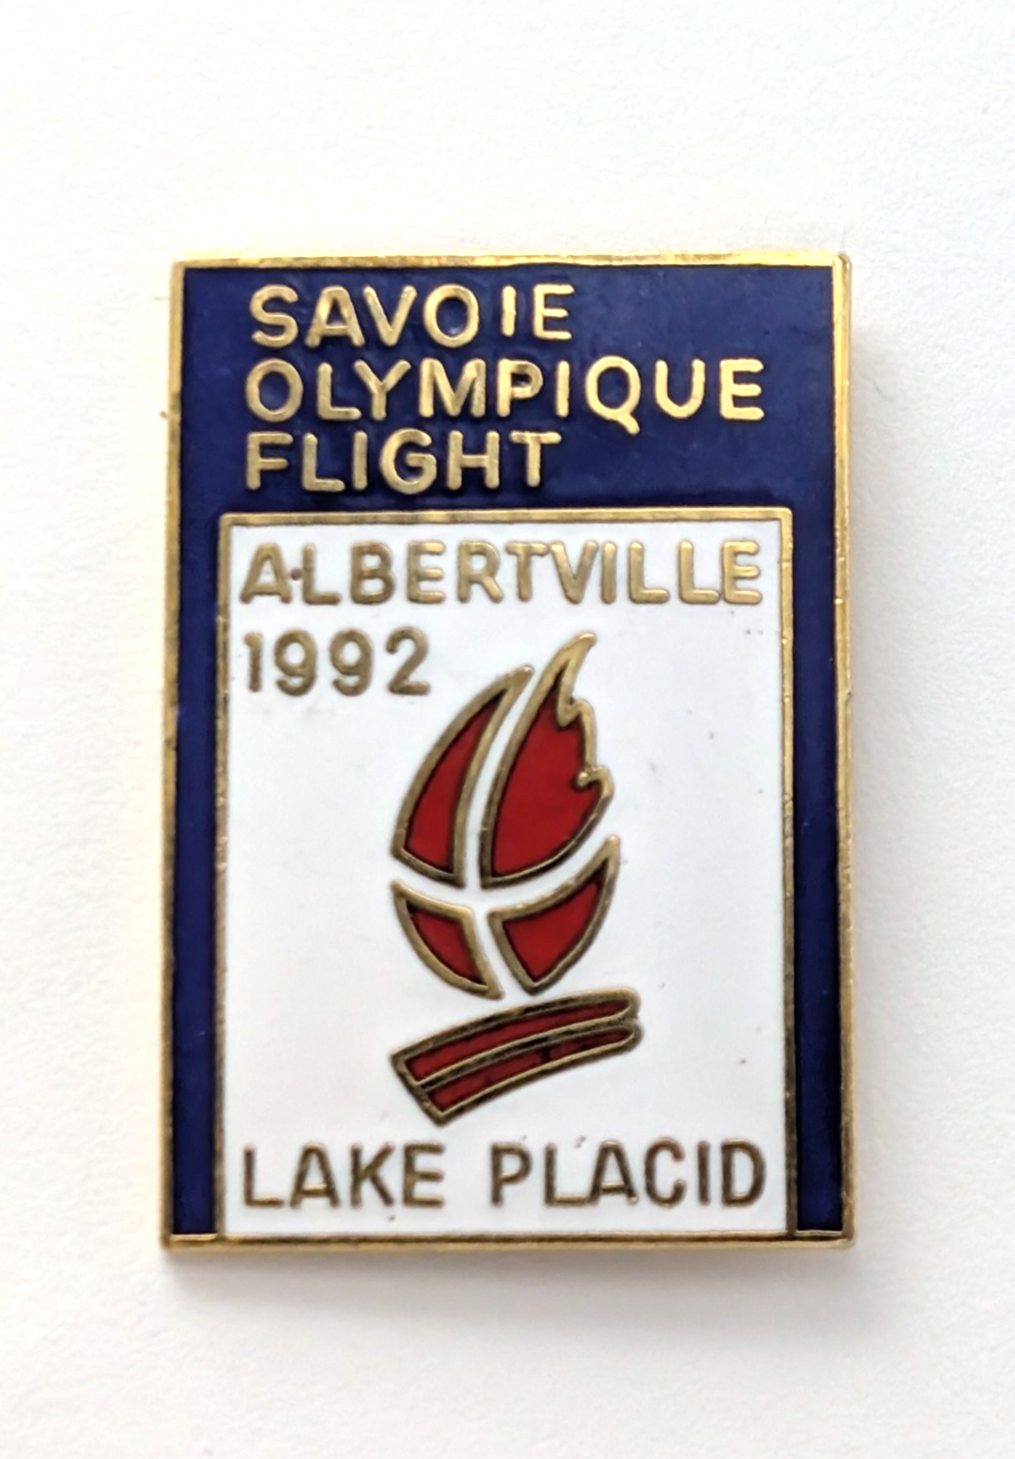 SAVOIE
OLYMPIQUE
FLIGHT
ALBERTVILLE
1992
LAKE PLACID